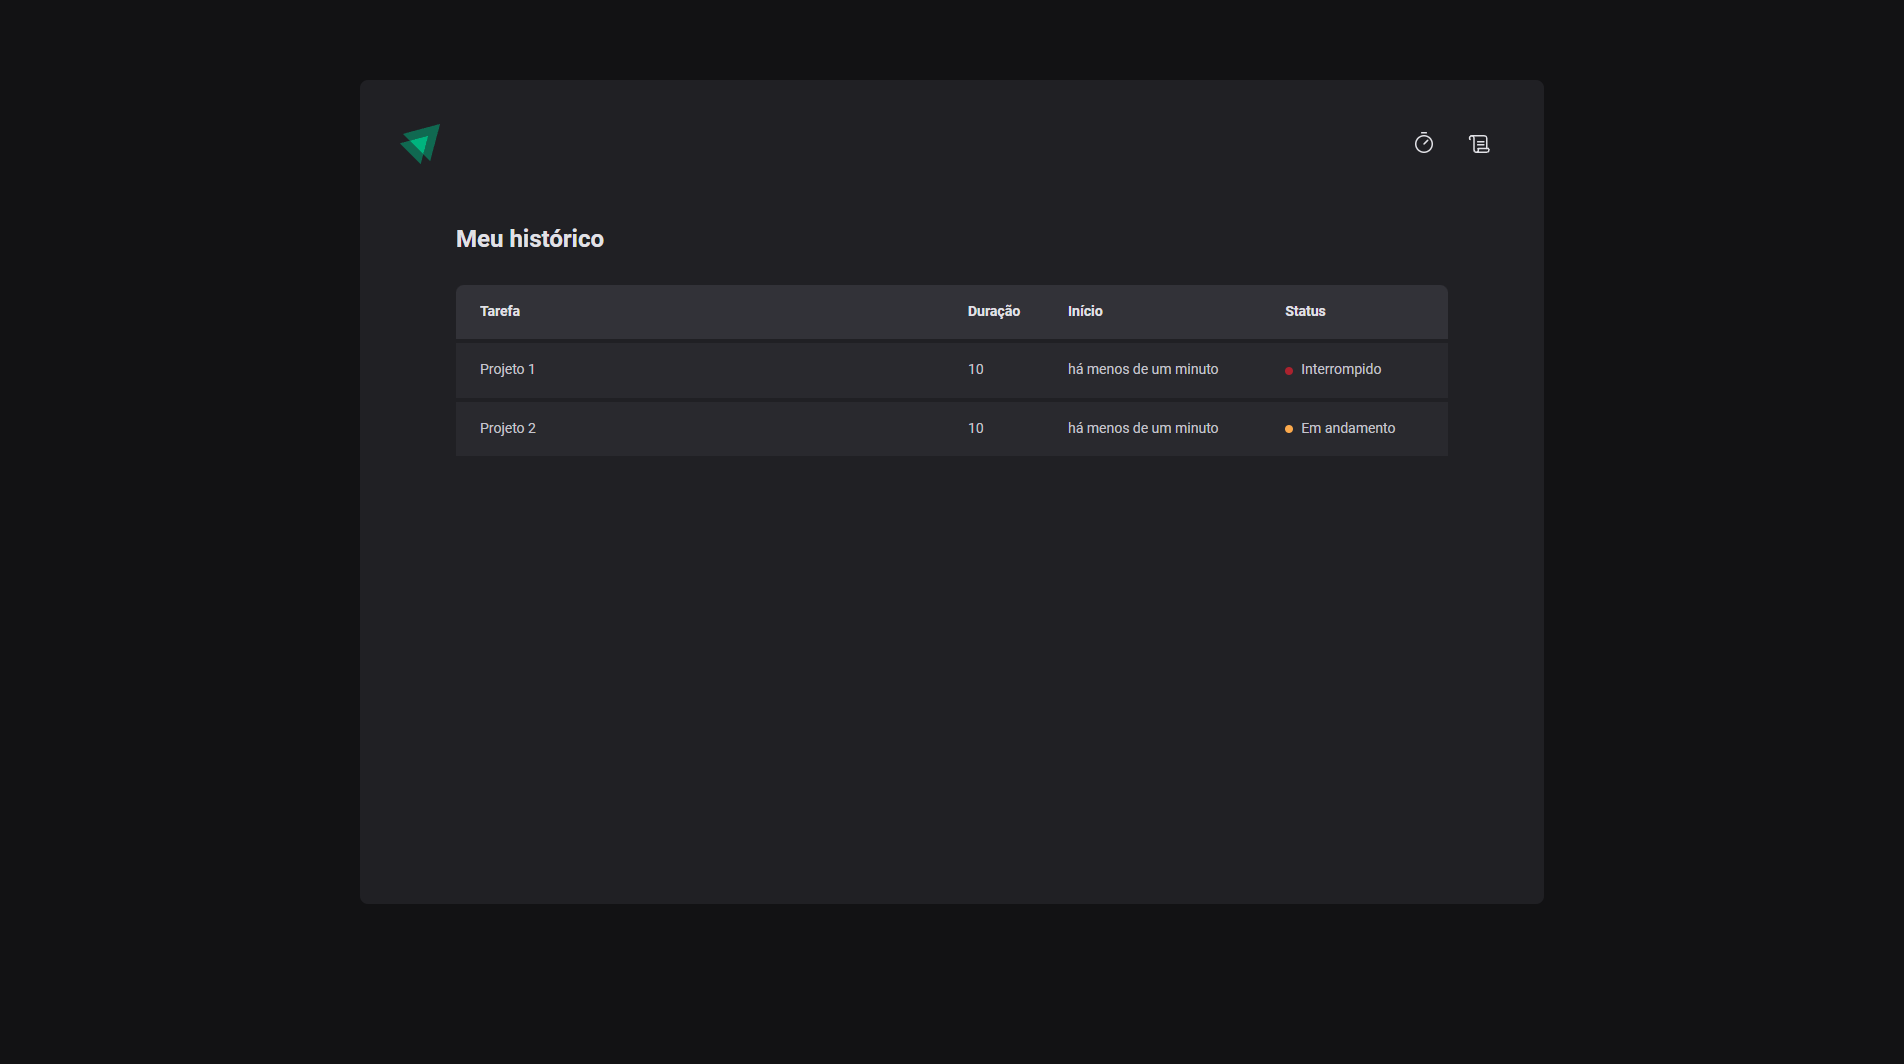 Meu histórico
Tarefa Duração Início Status
Projeto 1 10 há menos de um minuto Interrompido
Projeto 2 10 há menos de um minuto Em andamento